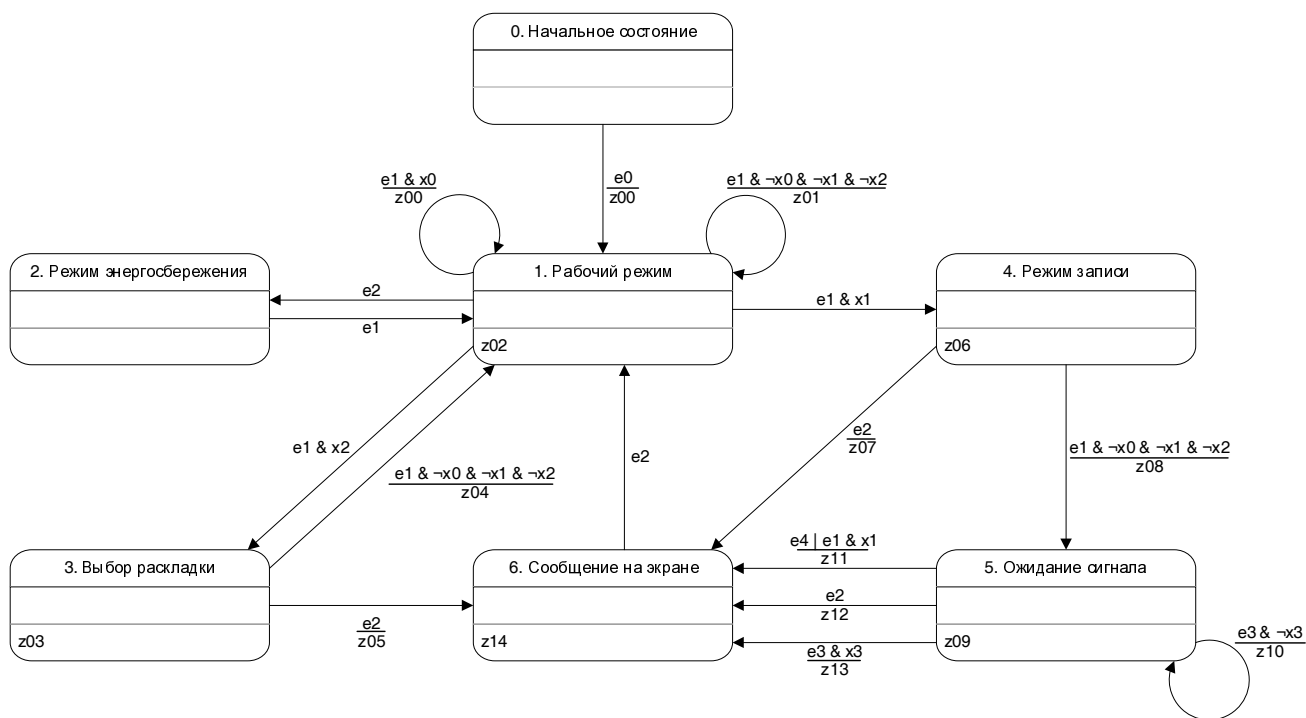 0. Начальное состояние
e1 & x0
z00
e0
z00
e1 & ¬x0 & ¬x1 & ¬x2
z01
2. Режим энергосбережения
1. Рабочий режим
z02
4. Режим записи
z06
e2
e1
e1 & x1
e1 & x2
e1 & ¬x0 & ¬x1 & ¬x2
z04
e2
e2
z07
e1 & ¬x0 & ¬x1 & ¬x2
z08
3. Выбор раскладки
z03
e2
z05
6. Сообщение на экране
z14
e4 | e1 & x1
z11
e2
z12
e3 & x3
z13
5. Ожидание сигнала
z09
e3 & ¬x3
z10